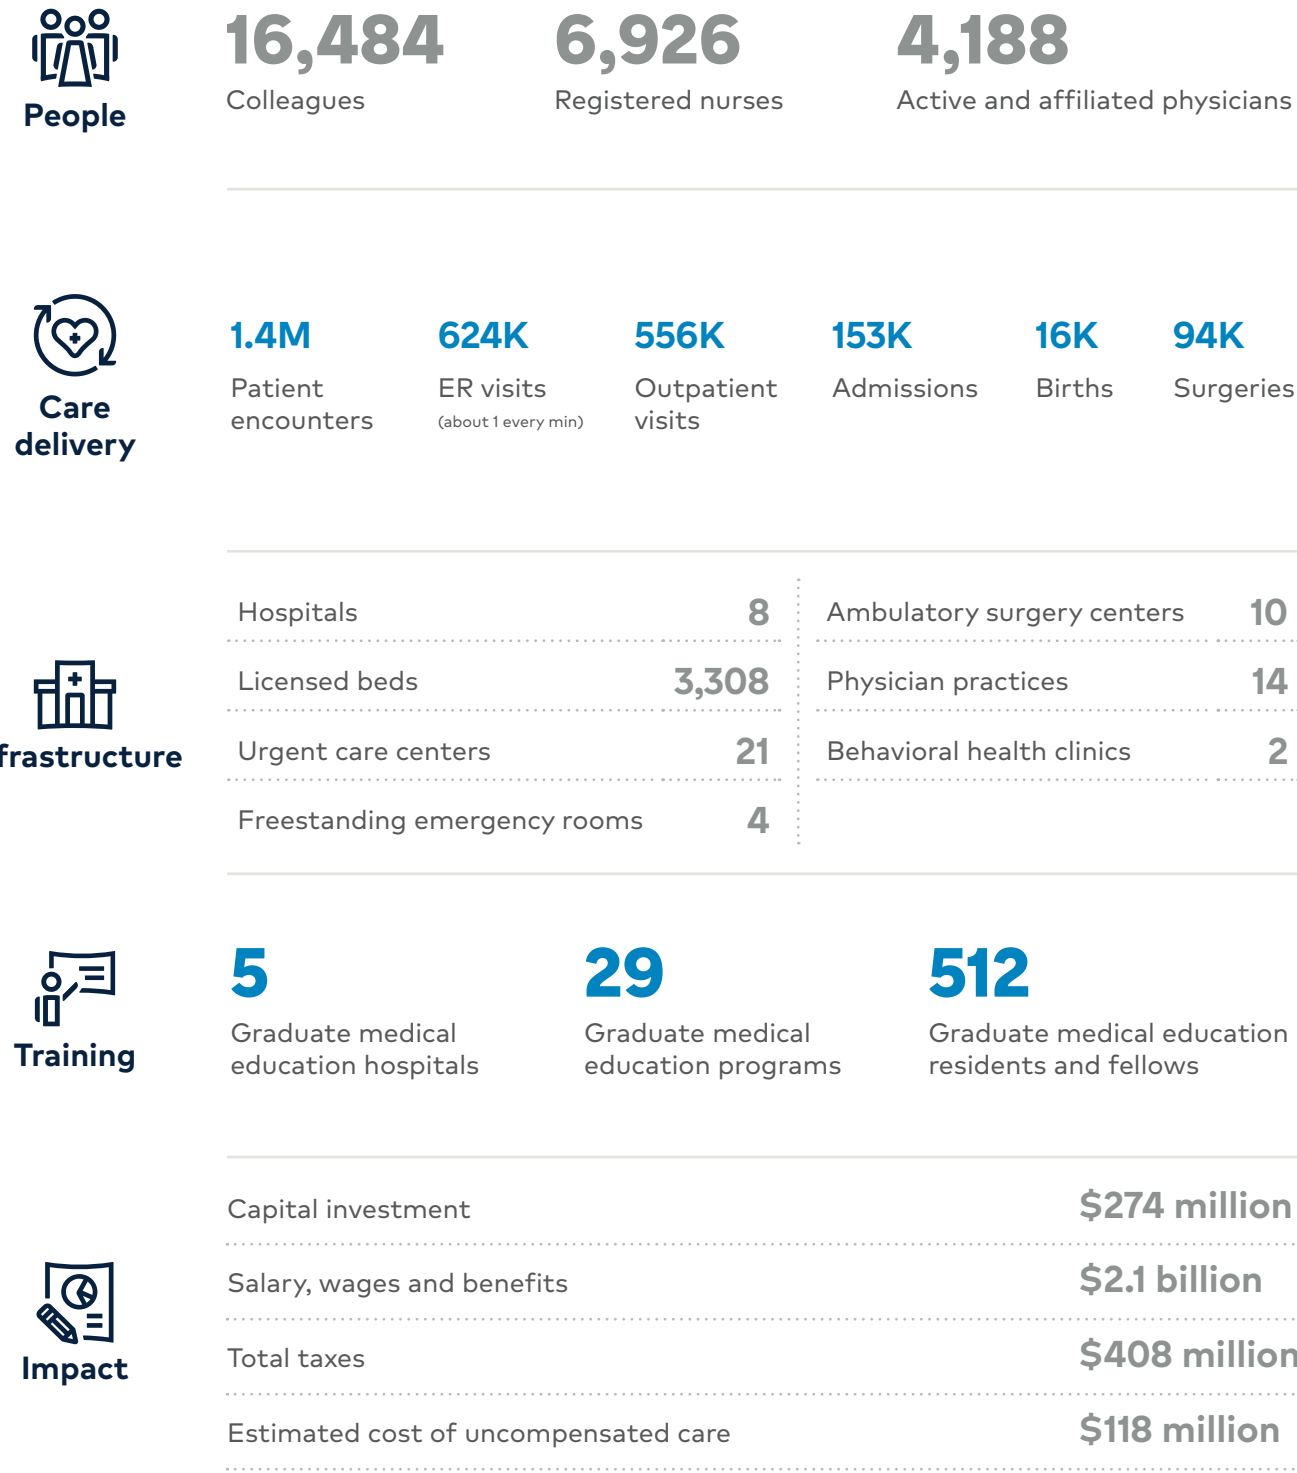 16,484 6,926 4,188
Colleagues Registered nurses Active and affiliated physicians
People
1.4M 624K 556K 153K 16K 94K
Patient ER visits Outpatient Admissions Births Surgeries
encounters (about 1 every min) visits
Care
delivery
Hospitals 8 Ambulatory surgery centers 10
Licensed beds 3,308 Physician practices 14
frastructure
Urgent care centers 21 Behavioral health clinics 2
Freestanding emergency rooms 4
5 29 512
Graduate medical Graduate medical Graduate medical education
education hospitals education programs residents and fellows
Training
Capital investment $274 million
Salary, wages and benefits $2.1 billion
Total taxes $408 million
Impact
Estimated cost of uncompensated care $118 million